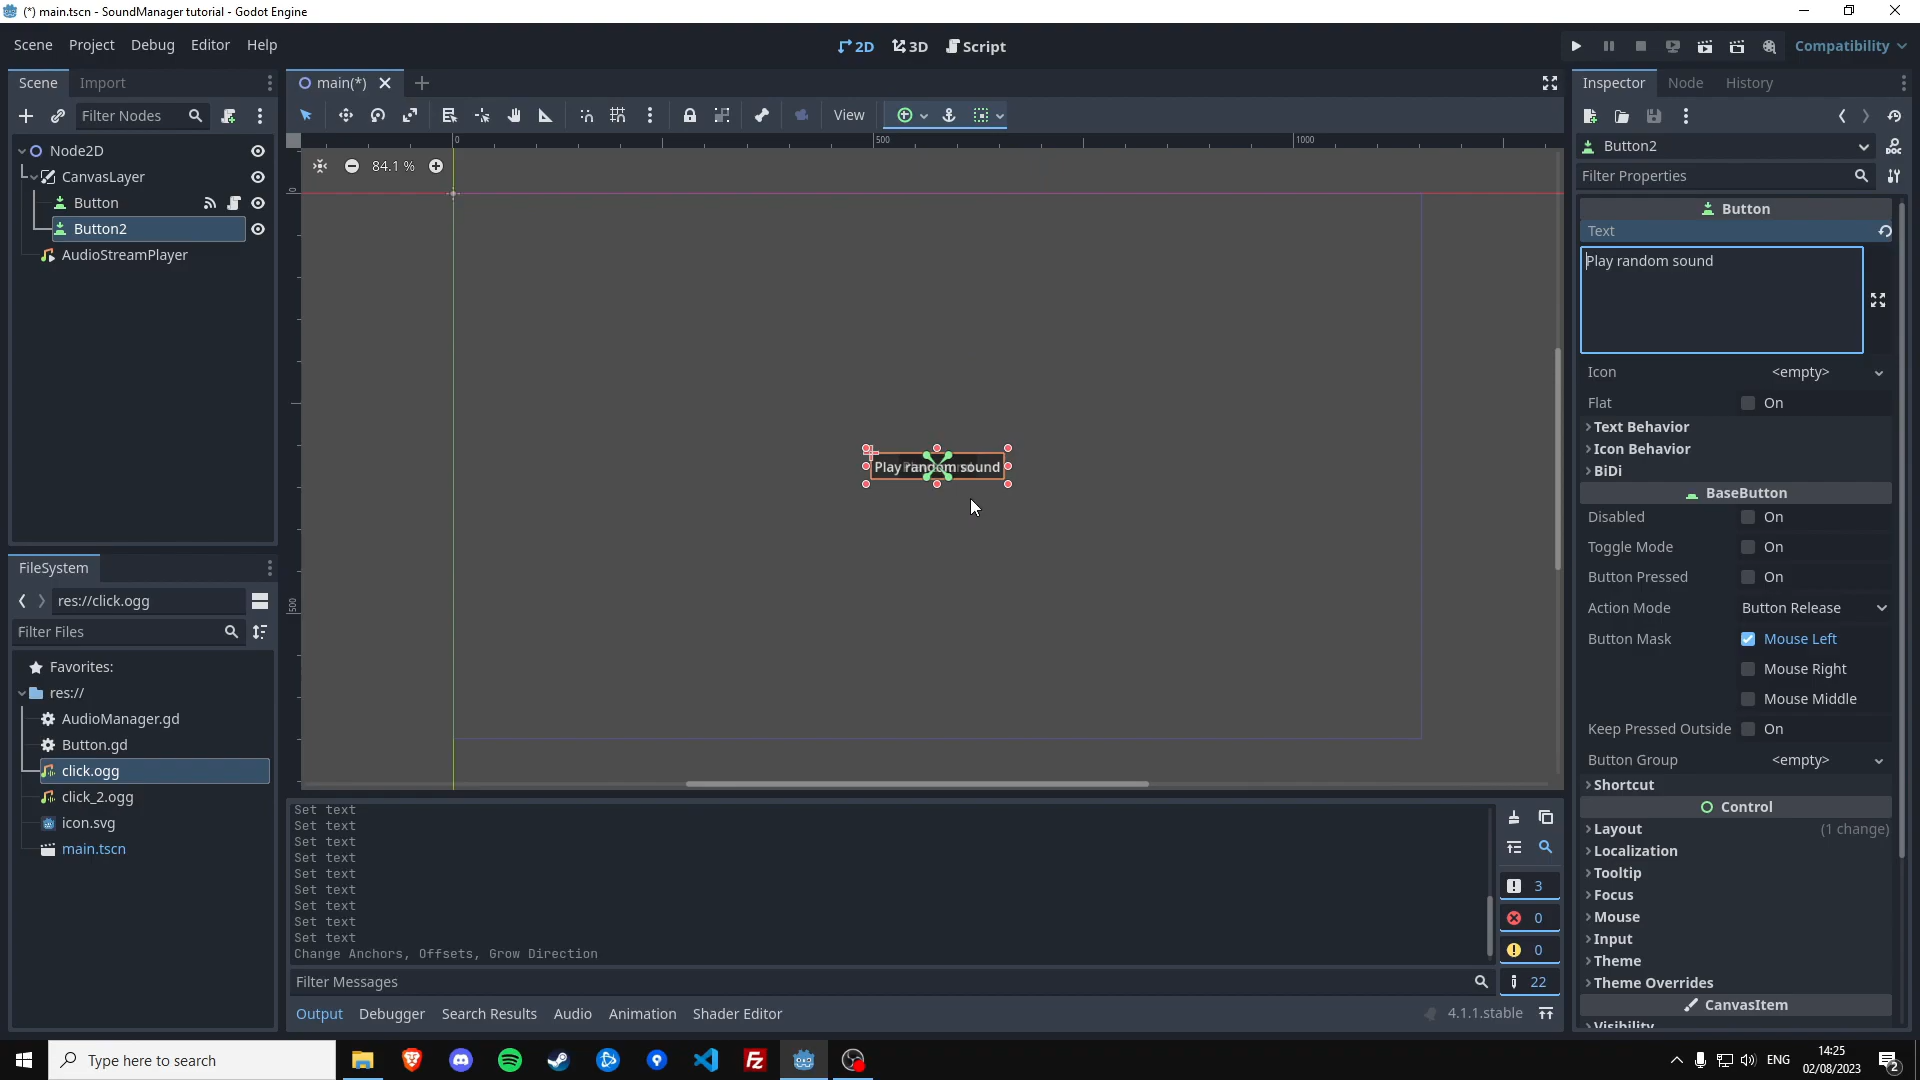 (*) main.tscn - SoundManager tutorial - Godot Engine
Scene Project Debug Editor Help
2D 3D Script
Compatibility
Scene Import
main(*)
Inspector Node History
Filter Nodes
View
Node2D
CanvasLayer
Button
Button2
AudioStreamPlayer
84.1 %
0 500 1000
0
500
Play random sound
Button2
Filter Properties
Button
Text
Play random sound
Icon <empty>
Flat On
Text Behavior
Icon Behavior
BiDi
BaseButton
Disabled On
Toggle Mode On
Button Pressed On
Action Mode Button Release
Button Mask Mouse Left
Mouse Right
Mouse Middle
Keep Pressed Outside On
Button Group <empty>
Shortcut
Control
Layout (1 change)
Localization
Tooltip
Focus
Mouse
Input
Theme
Theme Overrides
CanvasItem
Visibility
FileSystem
res://click.ogg
Filter Files
Favorites:
res://
AudioManager.gd
Button.gd
click.ogg
click_2.ogg
icon.svg
main.tscn
Set text
Set text
Set text
Set text
Set text
Set text
Set text
Set text
Set text
Change Anchors, Offsets, Grow Direction
3
0
0
22
Filter Messages
Output Debugger Search Results Audio Animation Shader Editor
4.1.1.stable
Type here to search
ENG
14:25
02/08/2023
2